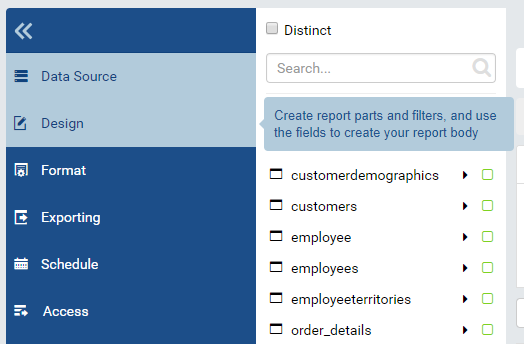 Data Source
Design
Format
Exporting
Schedule
Access
Distinct
Search...
Create report parts and filters, and use
the fields to create your report body
customerdemographics
customers
employee
employees
employeeterritories
order_details